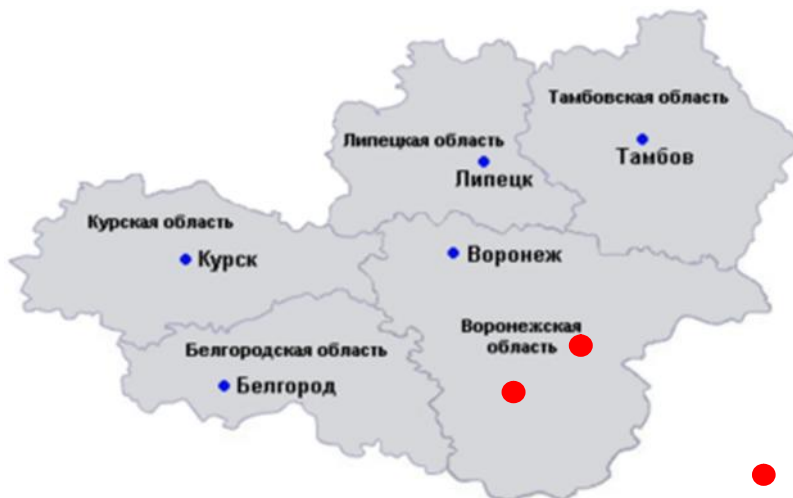 Тамбовская область
Липецкая область
Тамбов
Липецк
Курская область
Курск
Воронеж
Воронежская
область
Белгородская область
Белгород